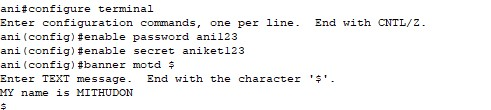 ani#configure terminal
Enter configuration commands, one per line.  End with CNTL/Z.
ani(config)#enable password ani123
ani(config)#enable secret aniket123
ani(config)#banner motd $
Enter TEXT message.  End with the character '$'.
MY name is MITHUDON
$